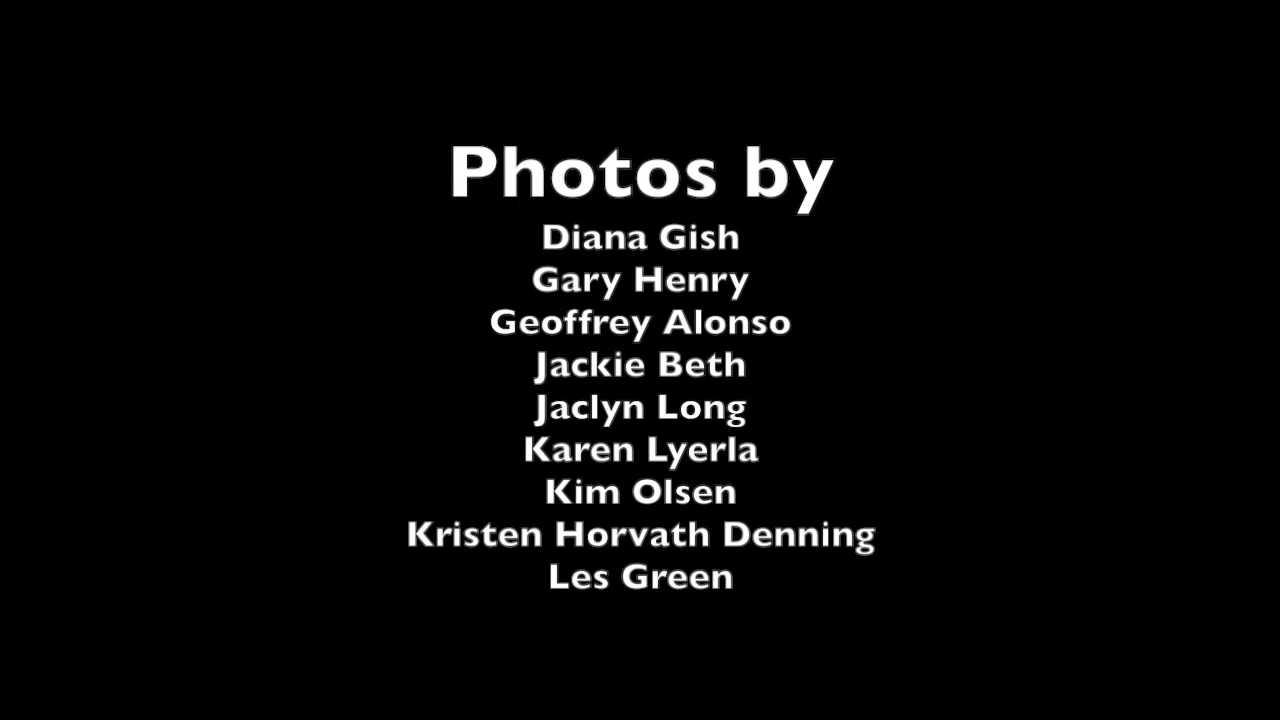 Photos by
Diana Gish
Gary Henry
Geoffrey Alonso
Jackie Beth
Jaclyn Long
Karen Lyerla
Kim Olsen
Kristen Horvath Denning
Les Green